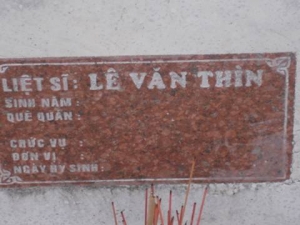 LIỆT SĨ: LÊ VĂN THÌN
SINH NĂM:
QUÊ QUÁN:
CHỨC VỤ :
ĐƠN VỊ :
NGÀY HY SINH: